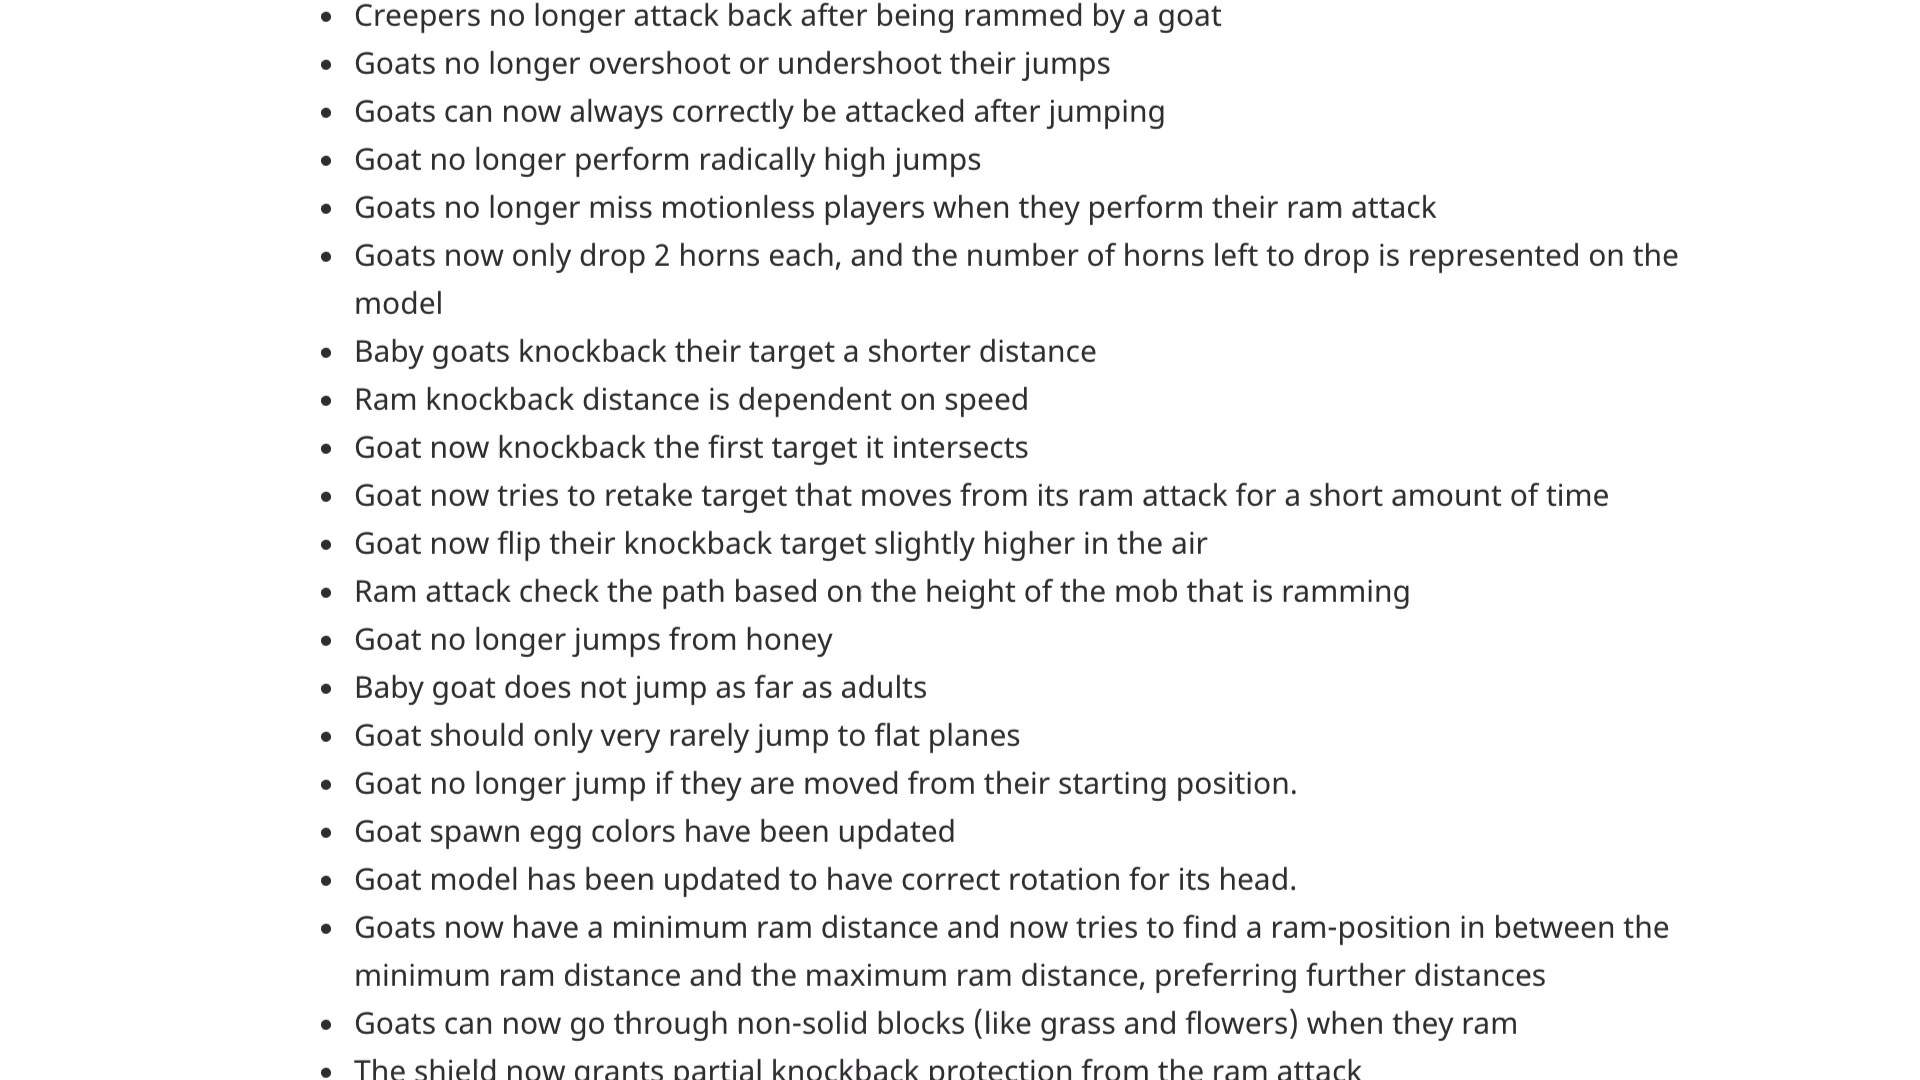 • Creepers no longer attack back after being rammed by a goat
• Goats no longer overshoot or undershoot their jumps
• Goats can now always correctly be attacked after jumping
• Goat no longer perform radically high jumps
• Goats no longer miss motionless players when they perform their ram attack
• Goats now only drop 2 horns each, and the number of horns left to drop is represented on the
model
• Baby goats knockback their target a shorter distance
• Ram knockback distance is dependent on speed
• Goat now knockback the first target it intersects
• Goat now tries to retake target that moves from its ram attack for a short amount of time
• Goat now flip their knockback target slightly higher in the air
• Ram attack check the path based on the height of the mob that is ramming
• Goat no longer jumps from honey
• Baby goat does not jump as far as adults
• Goat should only very rarely jump to flat planes
• Goat no longer jump if they are moved from their starting position.
• Goat spawn egg colors have been updated
• Goat model has been updated to have correct rotation for its head.
• Goats now have a minimum ram distance and now tries to find a ram-position in between the
minimum ram distance and the maximum ram distance, preferring further distances
• Goats can now go through non-solid blocks (like grass and flowers) when they ram
• The shield now grants partial knockback protection from the ram attack